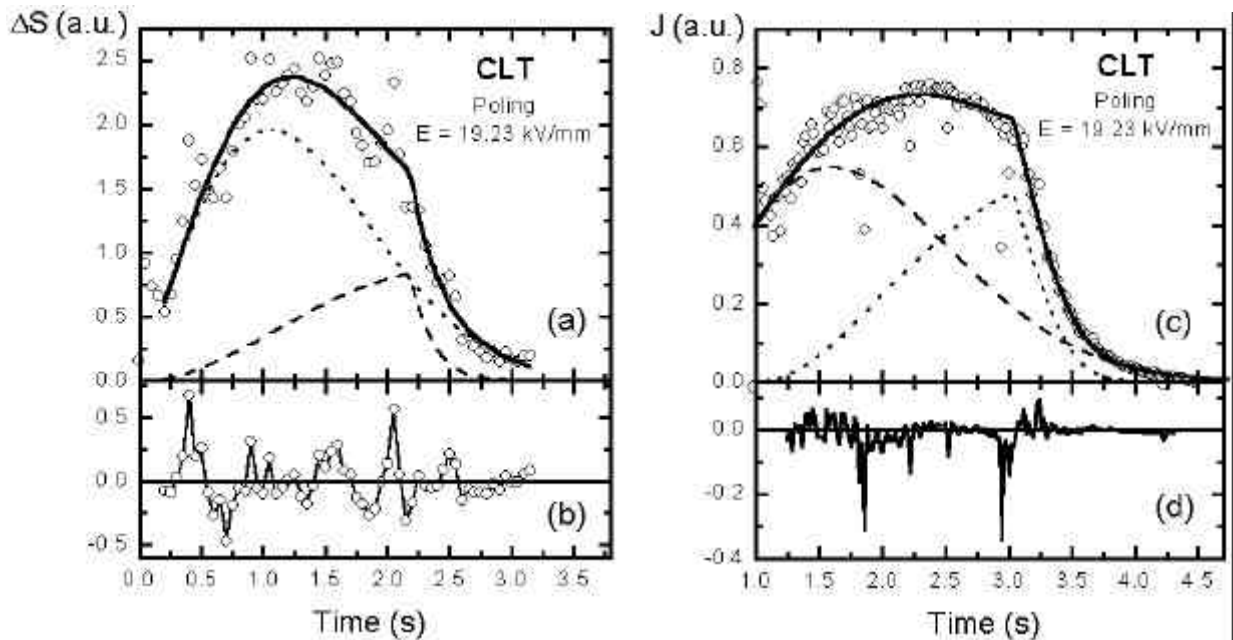 ΔS (a.u.)
2.5
2.0
1.5
1.0
0.5
0.0
CLT
Poling
E = 19.23 kV/mm
(a)
0.5
0.0
-0.5
(b)
0.0 0.5 1.0 1.5 2.0 2.5 3.0 3.5
Time (s)
J (a.u.)
0.8
0.6
0.4
0.2
0.0
CLT
Poling
E = 19.23 kV/mm
(c)
0.0
-0.2
-0.4
(d)
1.0 1.5 2.0 2.5 3.0 3.5 4.0 4.5
Time (s)